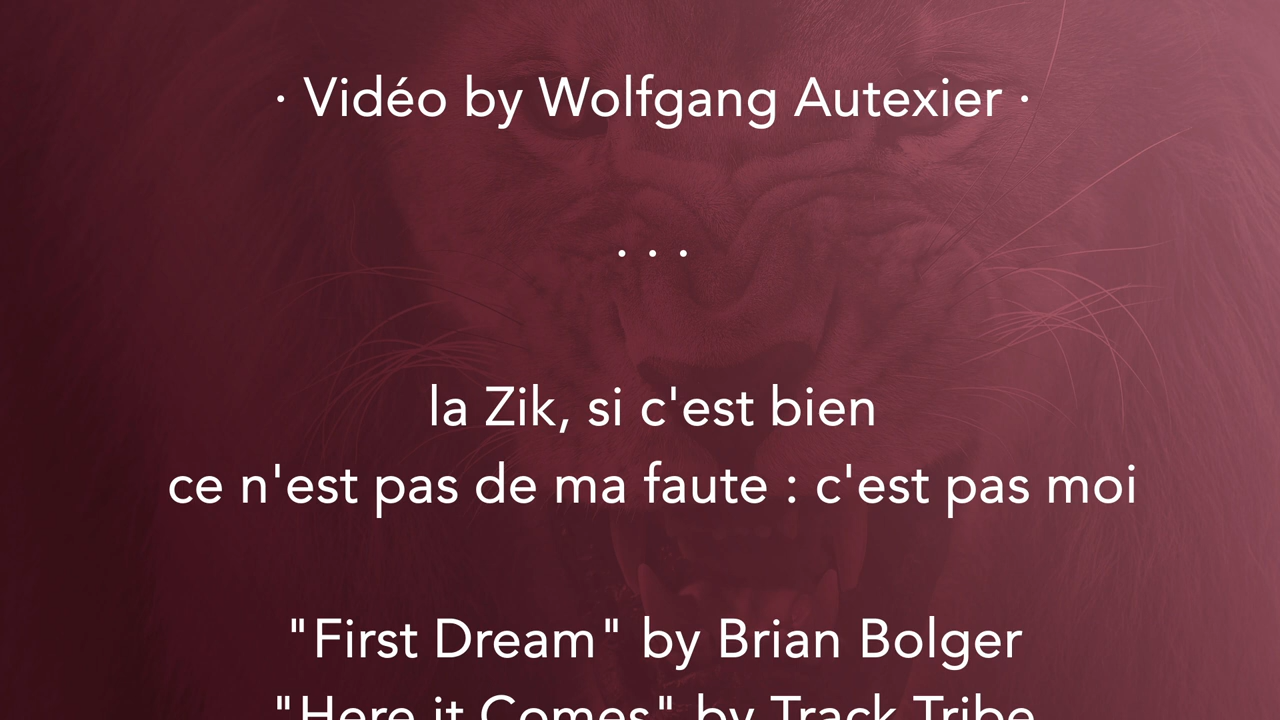 · Vidéo by Wolfgang Autexier ·
. . .
la Zik, si c'est bien
ce n'est pas de ma faute : c'est pas moi
"First Dream" by Brian Bolger
"Here it Comes" by Track Tribe